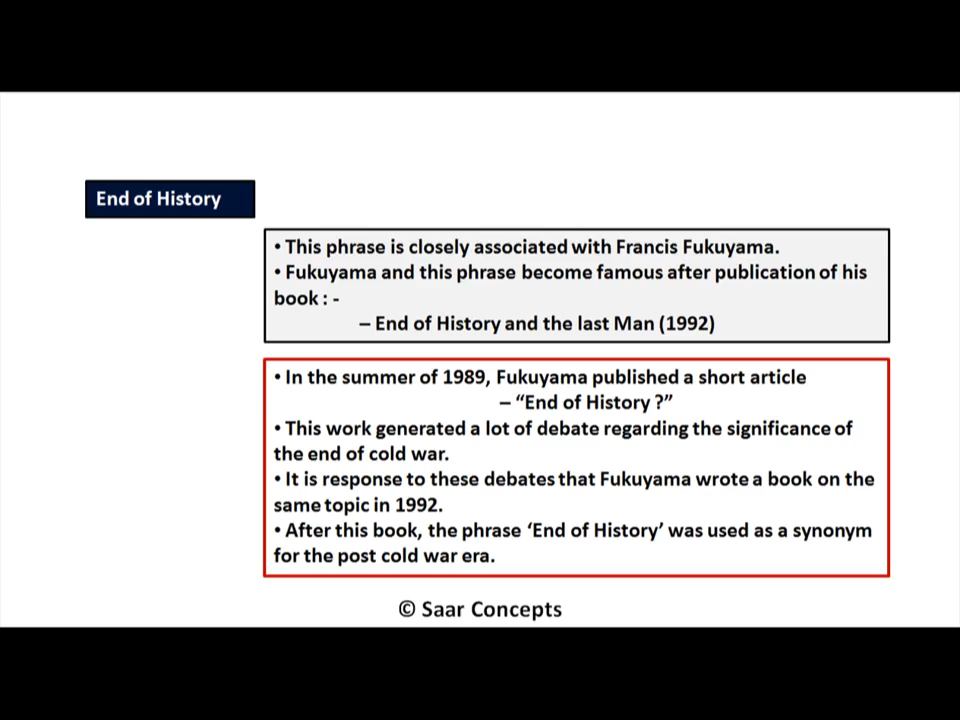 End of History
• This phrase is closely associated with Francis Fukuyama.
• Fukuyama and this phrase become famous after publication of his
book : -
– End of History and the last Man (1992)
• In the summer of 1989, Fukuyama published a short article
– “End of History ?”
• This work generated a lot of debate regarding the significance of
the end of cold war.
• It is response to these debates that Fukuyama wrote a book on the
same topic in 1992.
• After this book, the phrase ‘End of History’ was used as a synonym
for the post cold war era.
© Saar Concepts